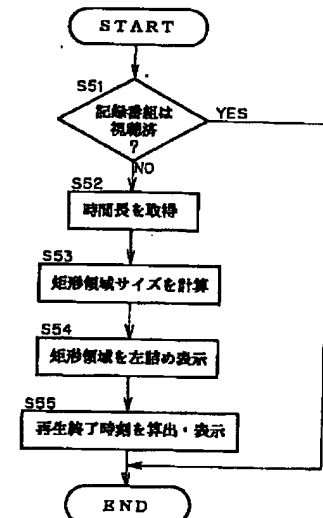 START
S51
記録番組は
視聴済
?
YES
NO
S52
時間長を取得
S53
矩形領域サイズを計算
S54
矩形領域を左詰め表示
S55
再生終了時刻を算出・表示
END